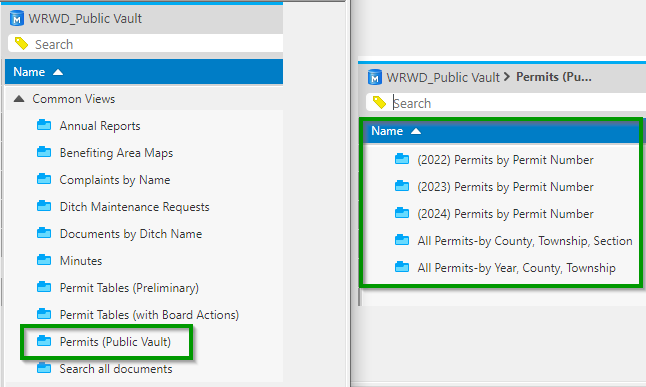 WRWD_Public Vault
Search
Name
Common Views
Annual Reports
Benefiting Area Maps
Complaints by Name
Ditch Maintenance Requests
Documents by Ditch Name
Minutes
Permit Tables (Preliminary)
Permit Tables (with Board Actions)
Permits (Public Vault)
Search all documents
WRWD_Public Vault > Permits (Pu...
Search
Name
(2022) Permits by Permit Number
(2023) Permits by Permit Number
(2024) Permits by Permit Number
All Permits-by County, Township, Section
All Permits-by Year, County, Township